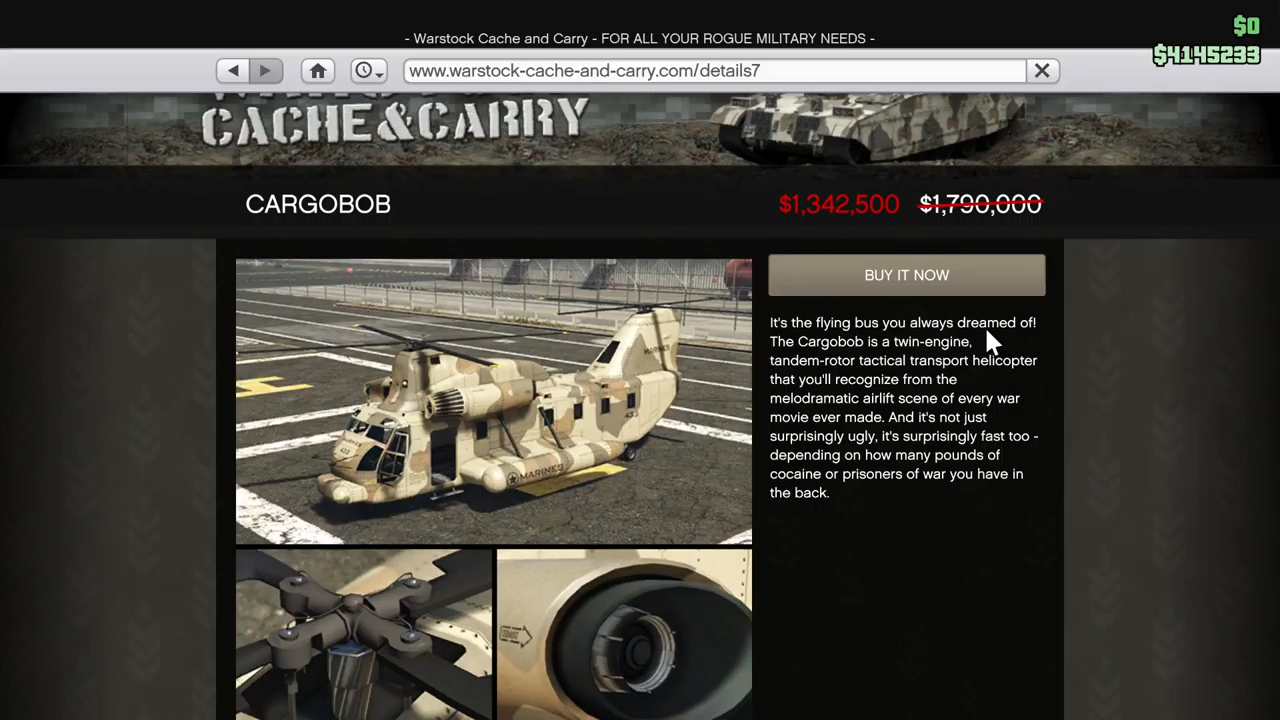 $0
- Warstock Cache and Carry - FOR ALL YOUR ROGUE MILITARY NEEDS -
$4145233
www.warstock-cache-and-carry.com/details7
CACHE&CARRY
CARGOBOB
$1,342,500 $1,790,000
BUY IT NOW
It's the flying bus you always dreamed of!
The Cargobob is a twin-engine,
tandem-rotor tactical transport helicopter
that you'll recognize from the
melodramatic airlift scene of every war
movie ever made. And it's not just
surprisingly ugly, it's surprisingly fast too -
depending on how many pounds of
cocaine or prisoners of war you have in
the back.
MARINES
MARINES